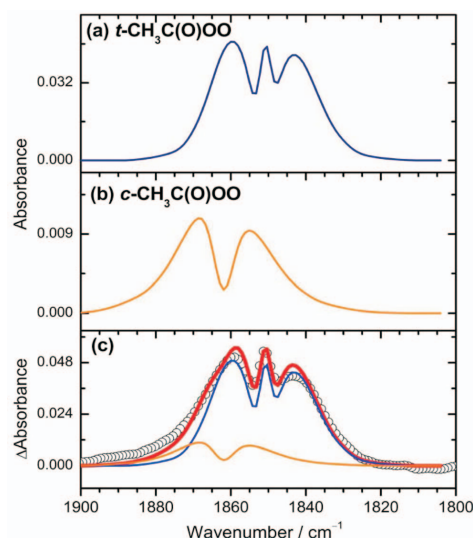 (a) t-CH₃C(O)OO
0.032
0.000
(b) c-CH₃C(O)OO
0.009
0.000
Absorbance
(c)
0.048
0.024
0.000
ΔAbsorbance
1900 1880 1860 1840 1820 1800
Wavenumber / cm⁻¹